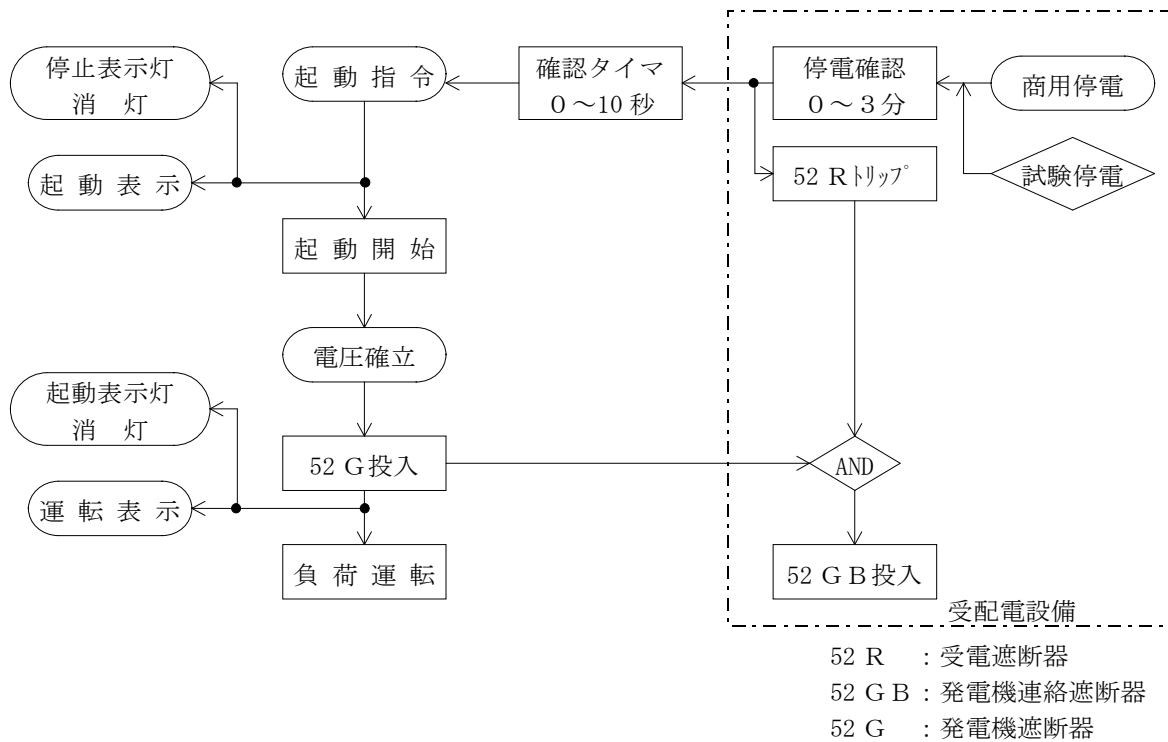 停止表示灯
消 灯
起 動 指 令
確認タイマ
０～10 秒
停電確認
０～３分
商用停電
起 動 表 示
52 Ｒﾄﾘｯﾌﾟ
試験停電
起 動 開 始
電圧確立
起動表示灯
消 灯
52 Ｇ投入
AND
運 転 表 示
負 荷 運 転
52 ＧＢ投入
受配電設備
52 Ｒ ：受電遮断器
52 ＧＢ：発電機連絡遮断器
52 Ｇ ：発電機遮断器